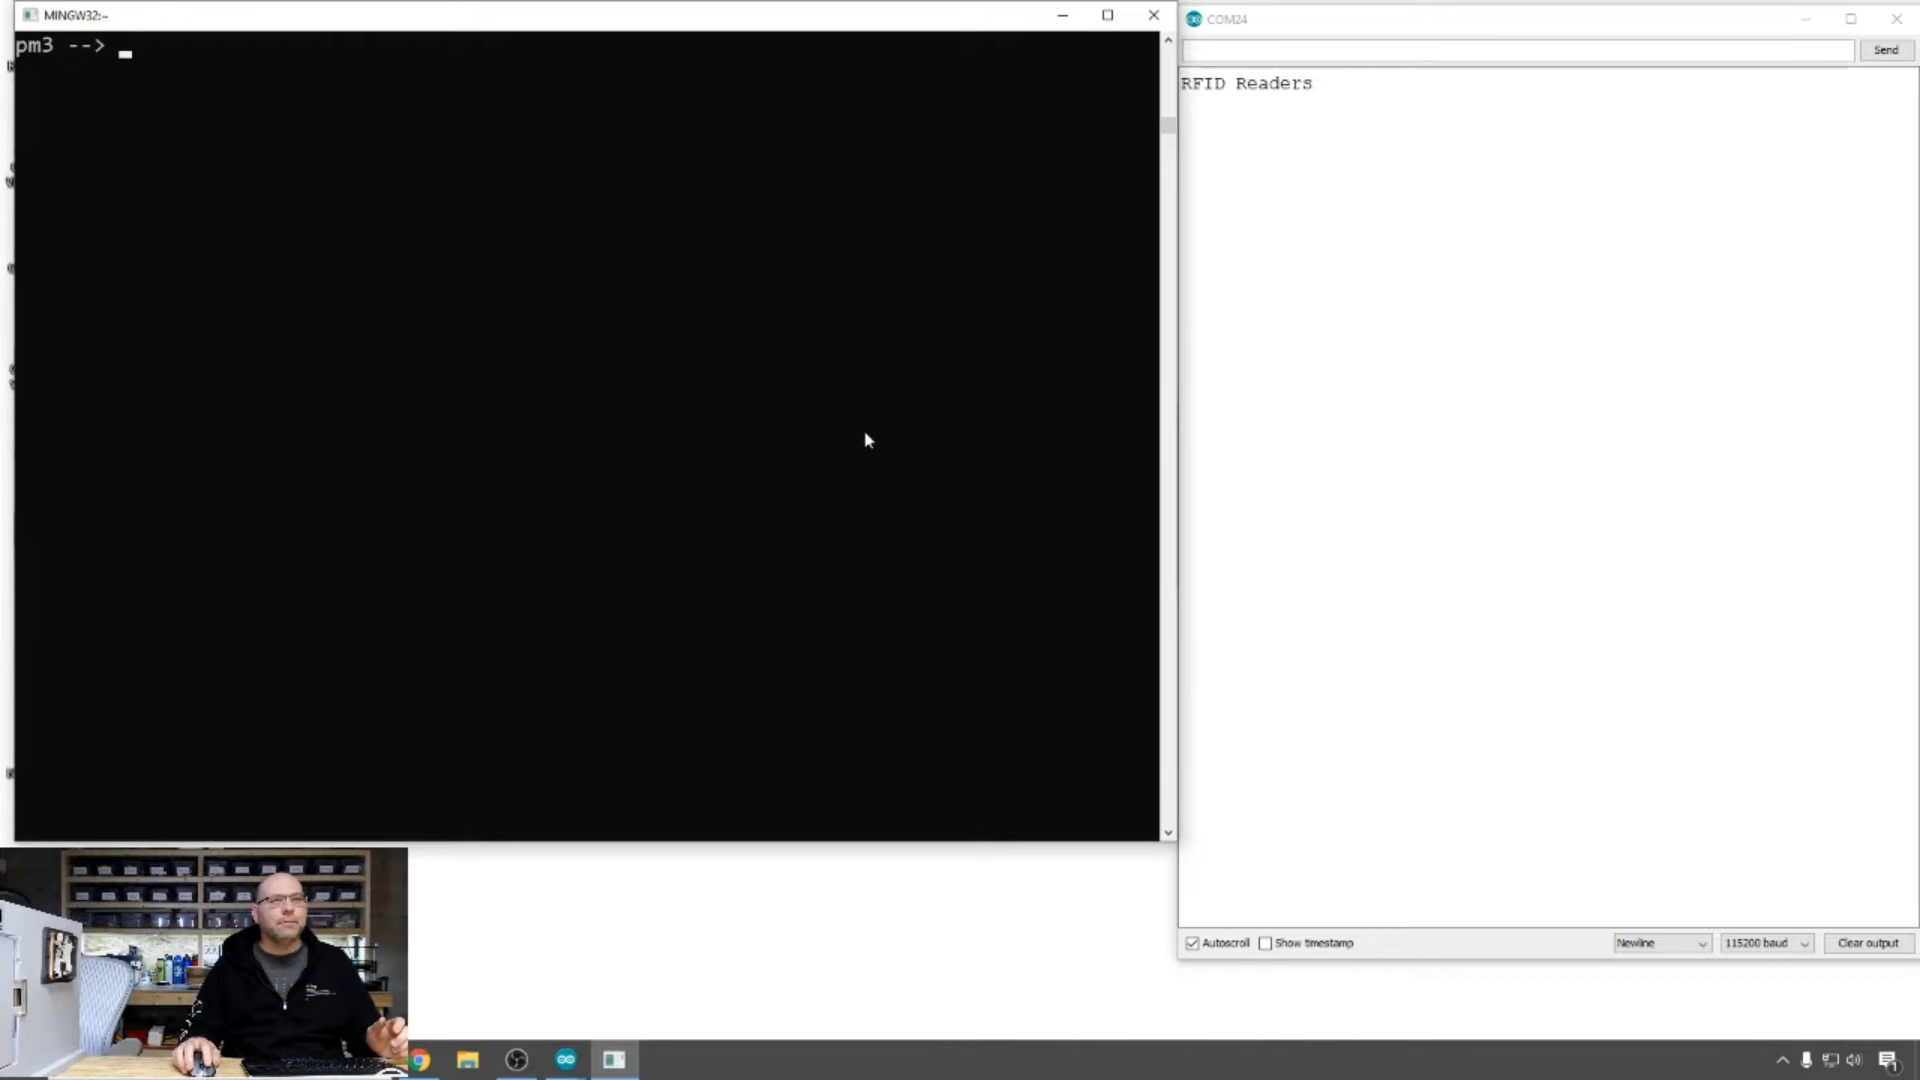 MINGW32:~
pm3 -->
COM24
Send
RFID Readers
Autoscroll
Show timestamp
Newline
115200 baud
Clear output